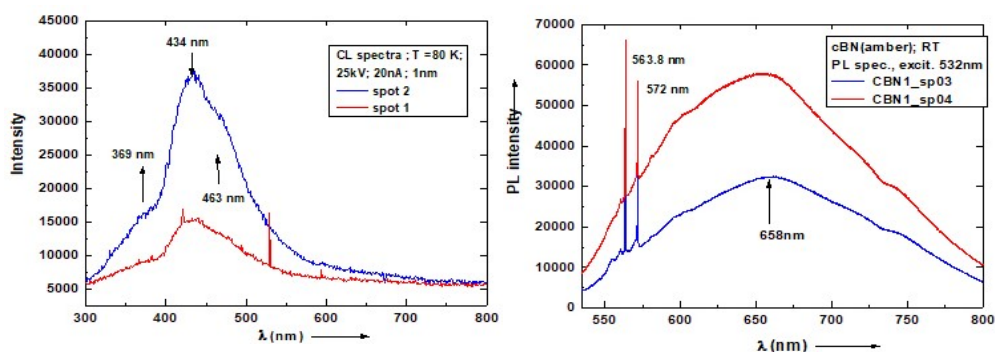 45000
40000
35000
30000
25000
20000
15000
10000
5000
Intensity
434 nm
369 nm
463 nm
CL spectra ; T =80 K;
25kV; 20nA; 1nm
spot 2
spot 1
300
400
500
600
700
800
λ (nm)
70000
60000
50000
40000
30000
20000
10000
0
PL intensity
563.8 nm
572 nm
658nm
cBN(amber); RT
PL spec., excit. 532nm
CBN1_sp03
CBN1_sp04
550
600
650
700
750
800
λ (nm)